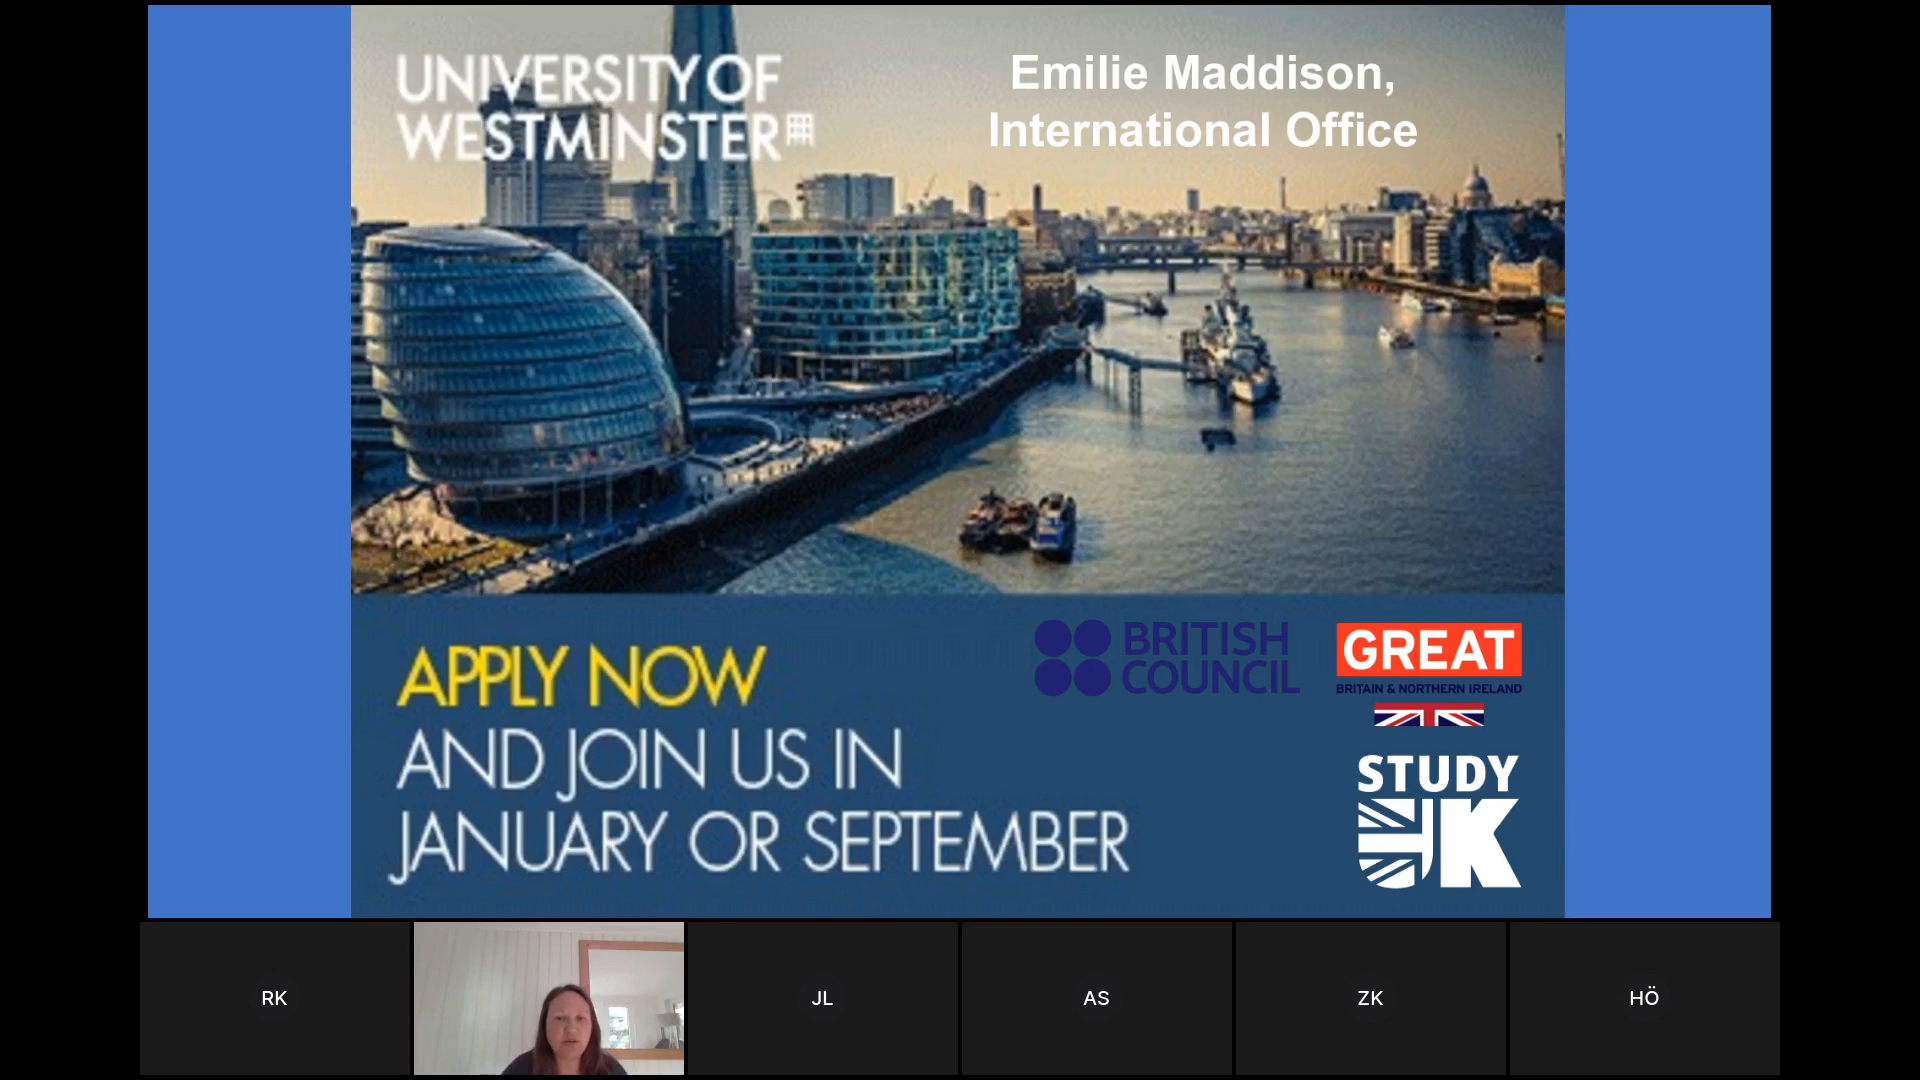 UNIVERSITY OF
WESTMINSTER
Emilie Maddison,
International Office
APPLY NOW
AND JOIN US IN
JANUARY OR SEPTEMBER
BRITISH
COUNCIL
GREAT
BRITAIN & NORTHERN IRELAND
STUDY
UK
RK
JL
AS
ZK
HÖ